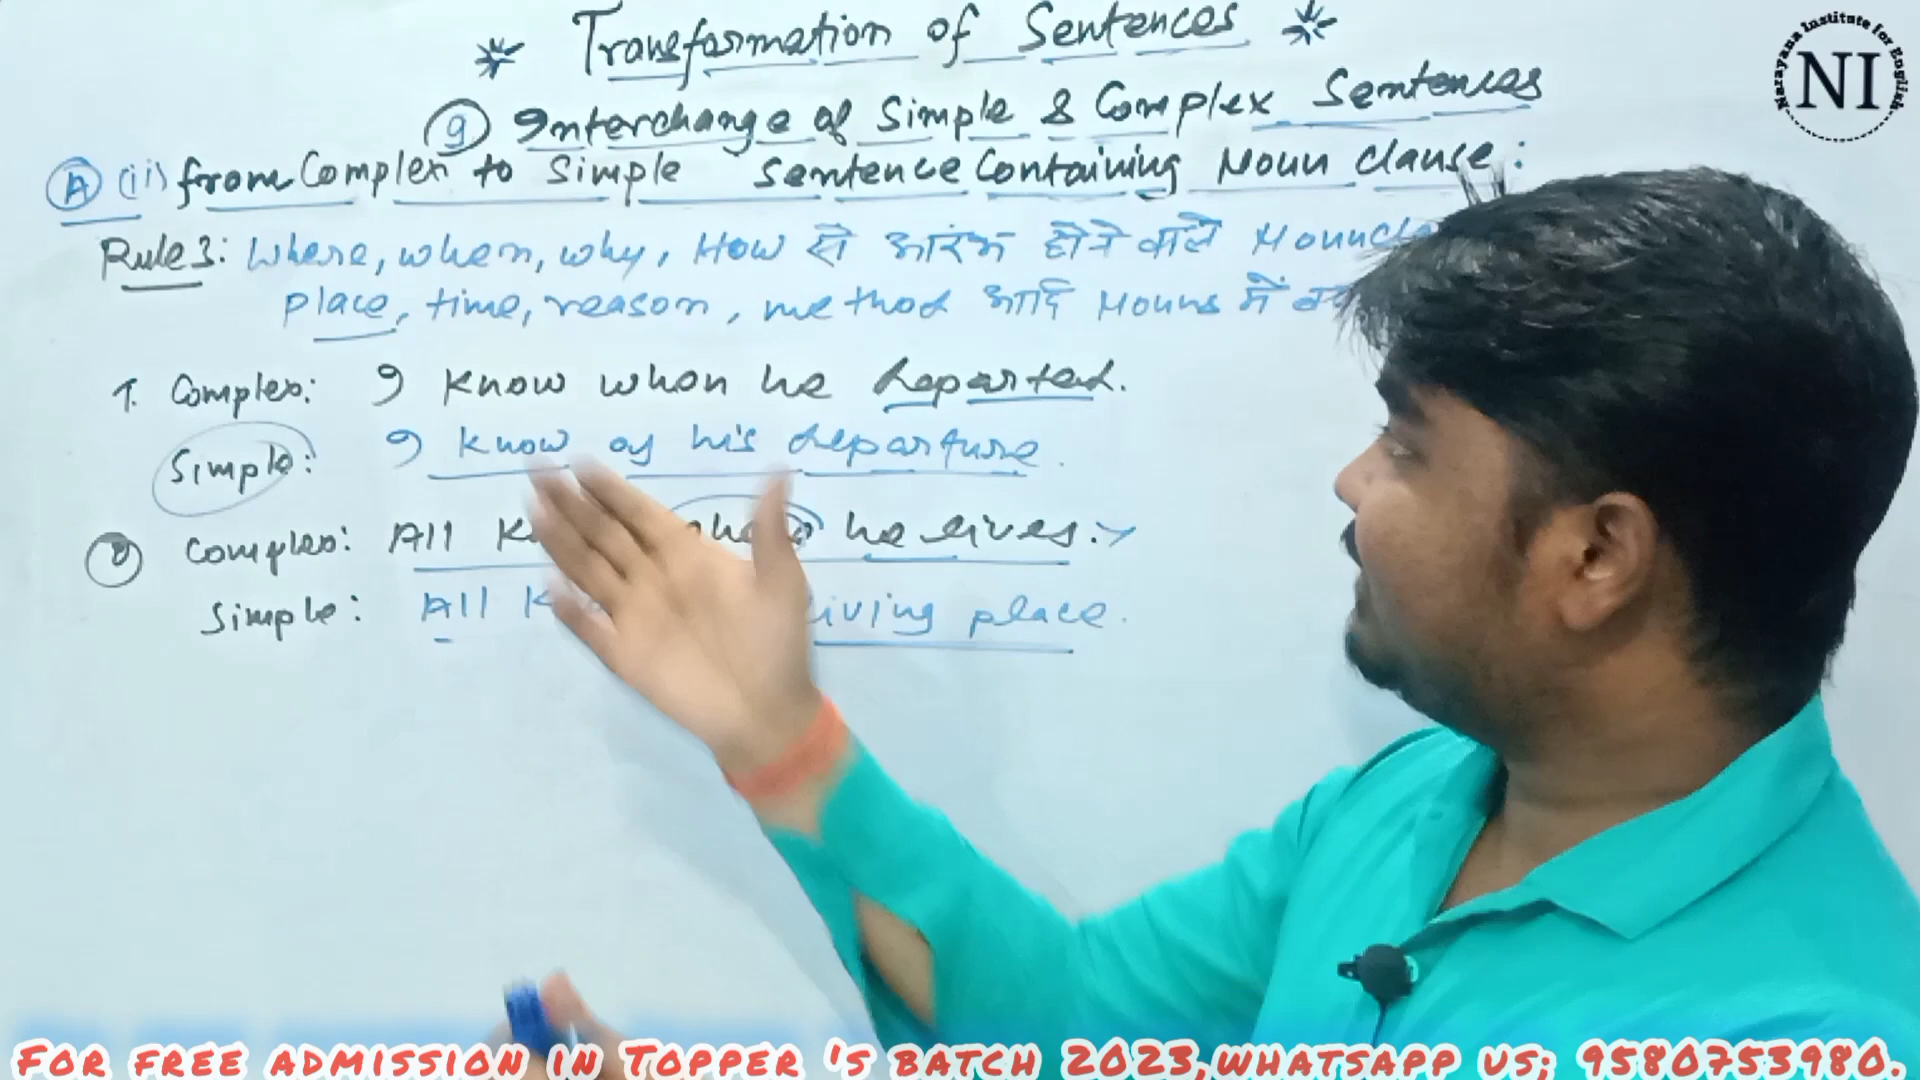 Transformation of Sentences
9 Interchange of Simple & Complex Sentences
A (ii) from Complex to Simple Sentence Containing Noun Clause:
Rule 3: Where, when, why, How से आरंभ होने वाले
place, time, reason, method आदि Nouns में
1. Complex: I know when he departed.
Simple: I know of his departure.
2 Complex: All he lives.
Simple: All living place.
NI
Narayana Institute for English
For free admission in Topper 's batch 2023,whatsapp us; 9580753980.